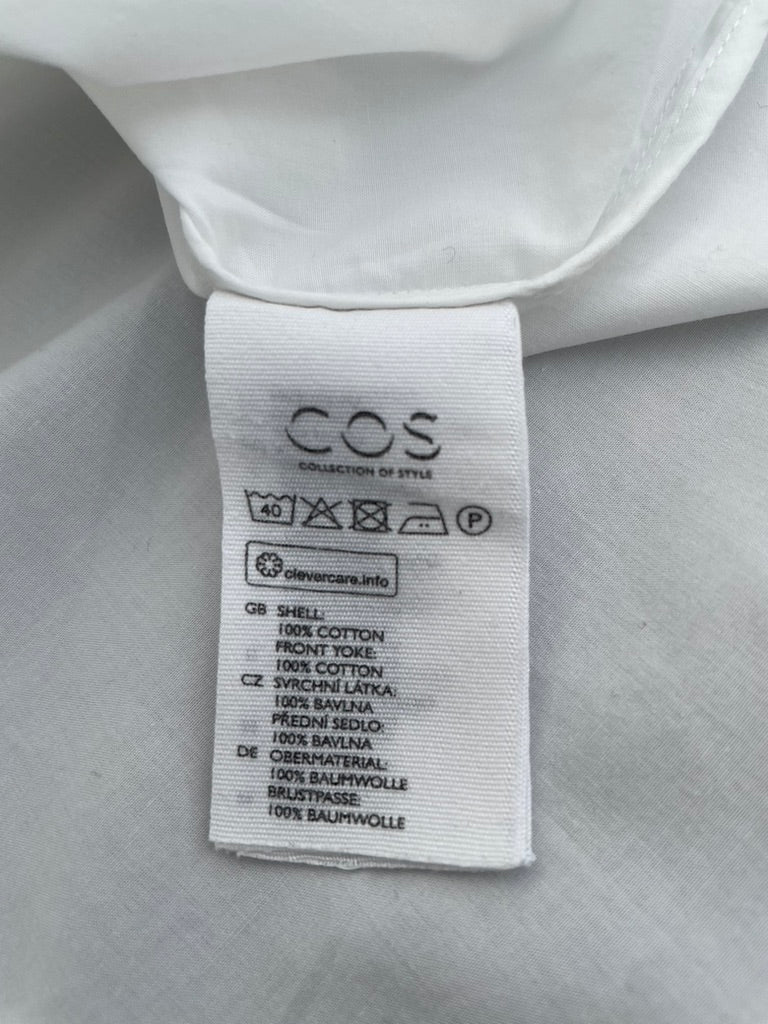 COS
COLLECTION OF STYLE
40
P
clevercare.info
GB SHELL:
100% COTTON
FRONT YOKE:
100% COTTON
CZ SVRCHNÍ LÁTKA:
100% BAVLNA
PŘEDNÍ SEDLO:
100% BAVLNA
DE OBERMATERIAL:
100% BAUMWOLLE
BRUSTPASSE:
100% BAUMWOLLE